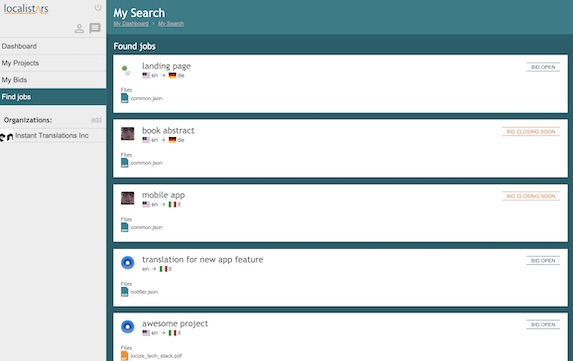 localistars
Dashboard
My Projects
My Bids
Find jobs
Organizations:
add
Instant Translations Inc
My Search
My Dashboard > My Search
Found jobs
landing page
BID OPEN
en → de
Files
common.json
book abstract
BID CLOSING SOON
en → de
Files
common.json
mobile app
BID CLOSING SOON
en → it
Files
common.json
translation for new app feature
BID OPEN
en → it
Files
notifier.json
awesome project
BID OPEN
en → it
Files
locize_tech_stack.pdf